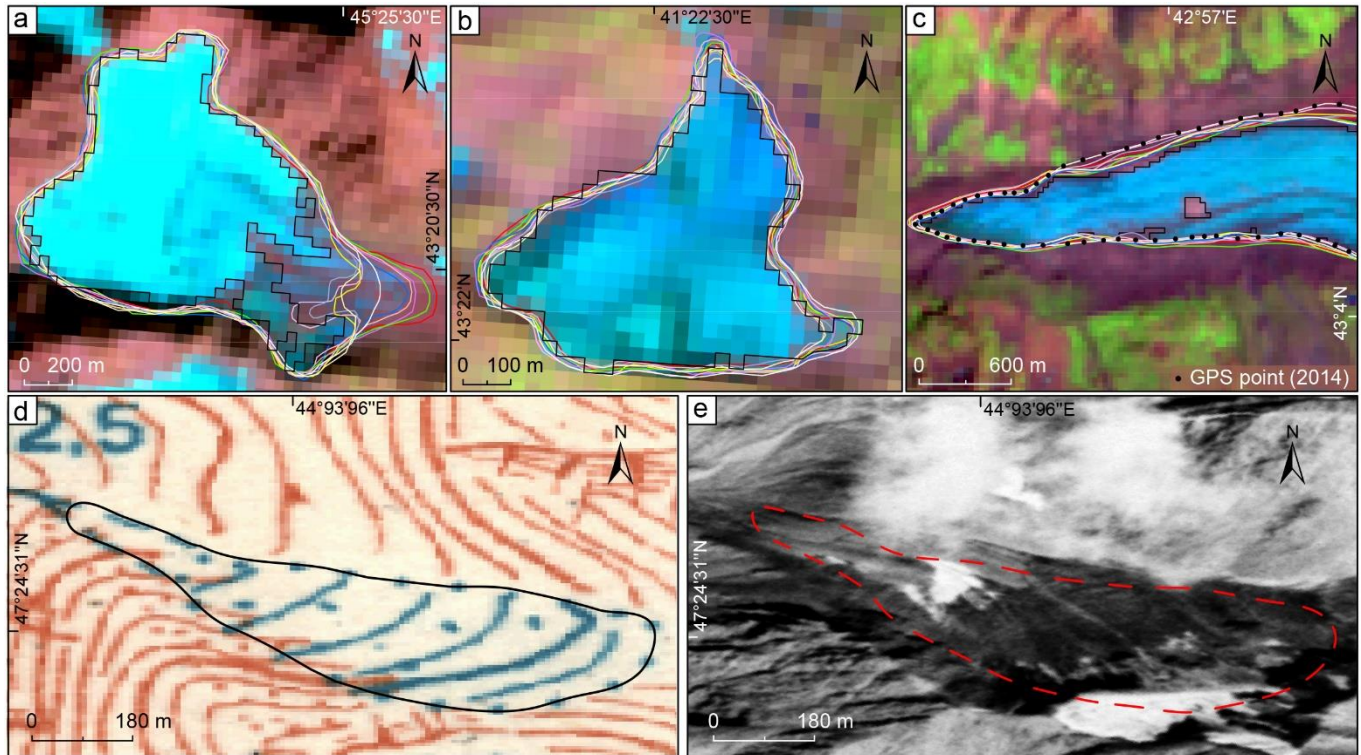 a
45°25'30"E
N
43°20'30"N
0 200 m
b
41°22'30"E
N
43°22'N
0 100 m
c
42°57'E
N
43°4'N
0 600 m
GPS point (2014)
d
2.5
44°93'96"E
N
47°24'31"N
0 180 m
e
44°93'96"E
N
47°24'31"N
0 180 m